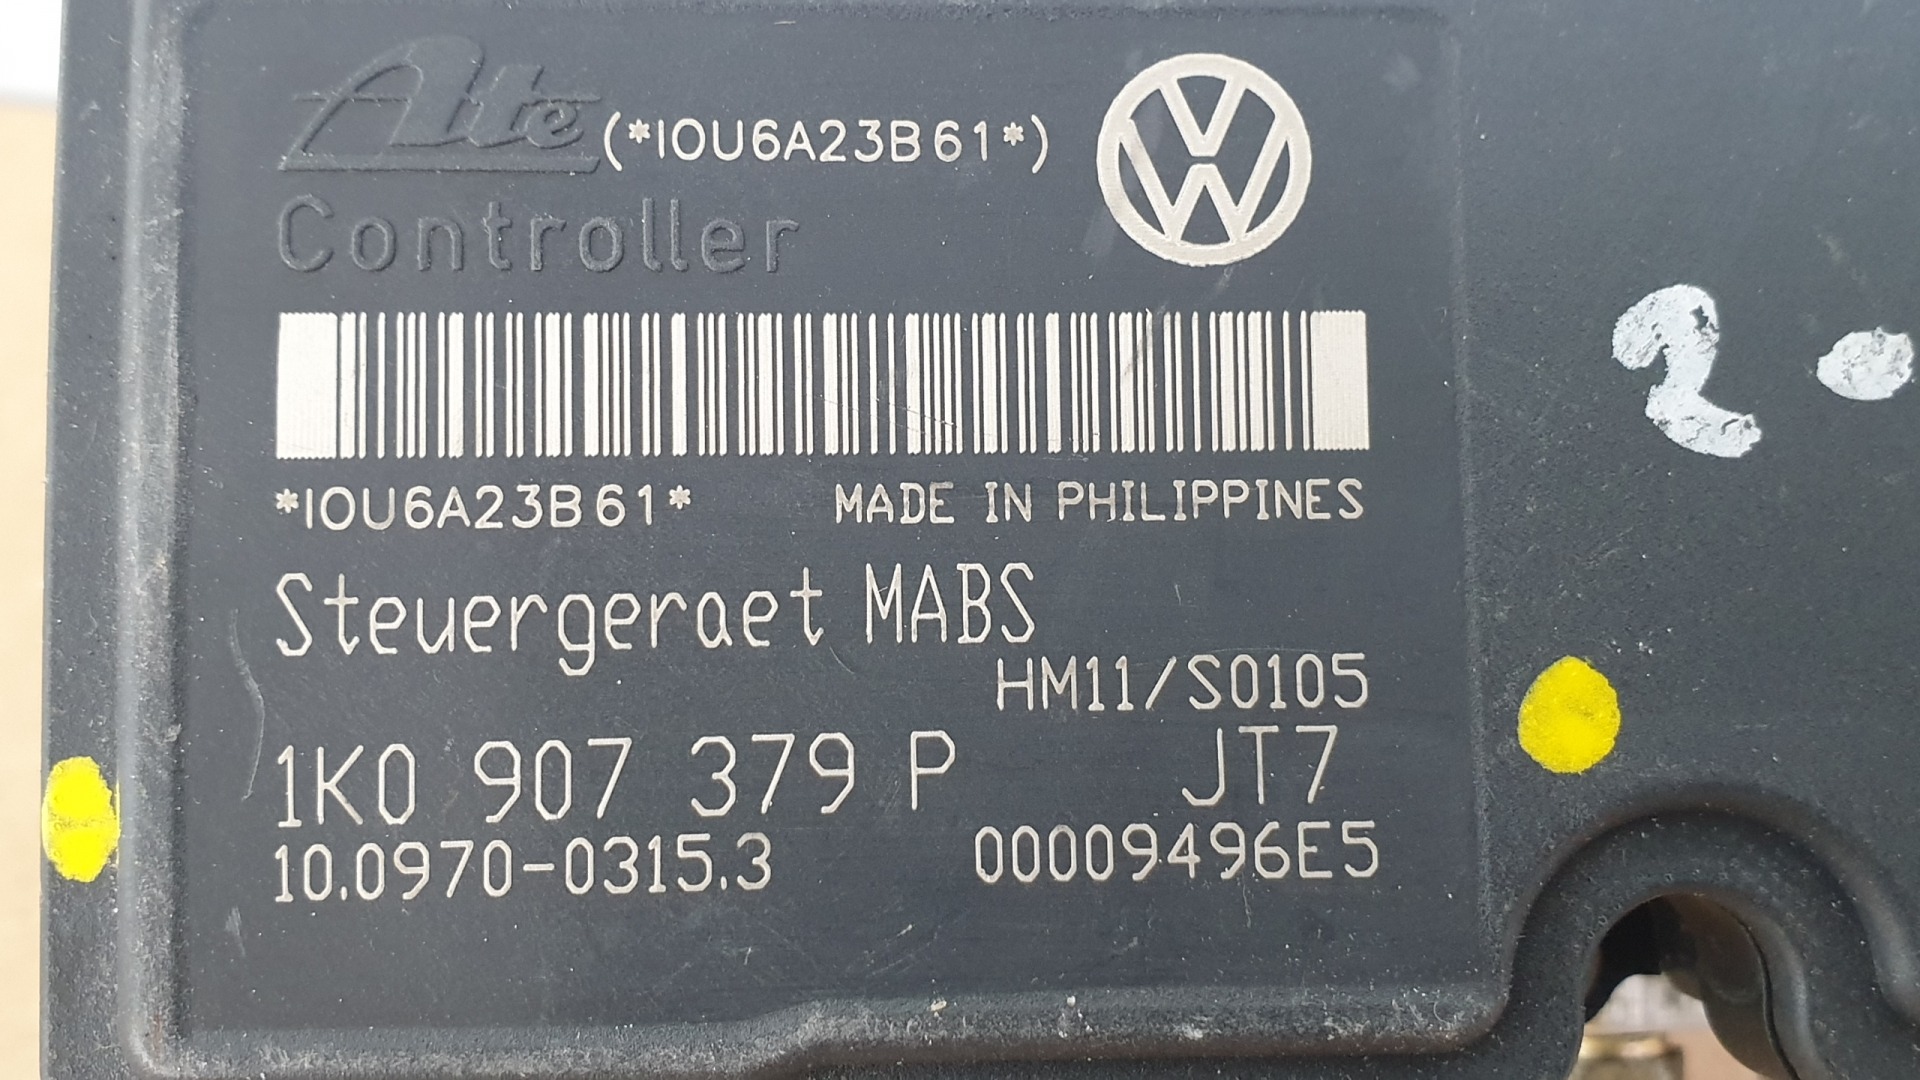 Ate (*IOU6A23B61*)
Controller
*IOU6A23B61* MADE IN PHILIPPINES
Steuergeraet MABS
HM11/S0105
1K0 907 379 P JT7
10.0970-0315.3 00009496E5
2.